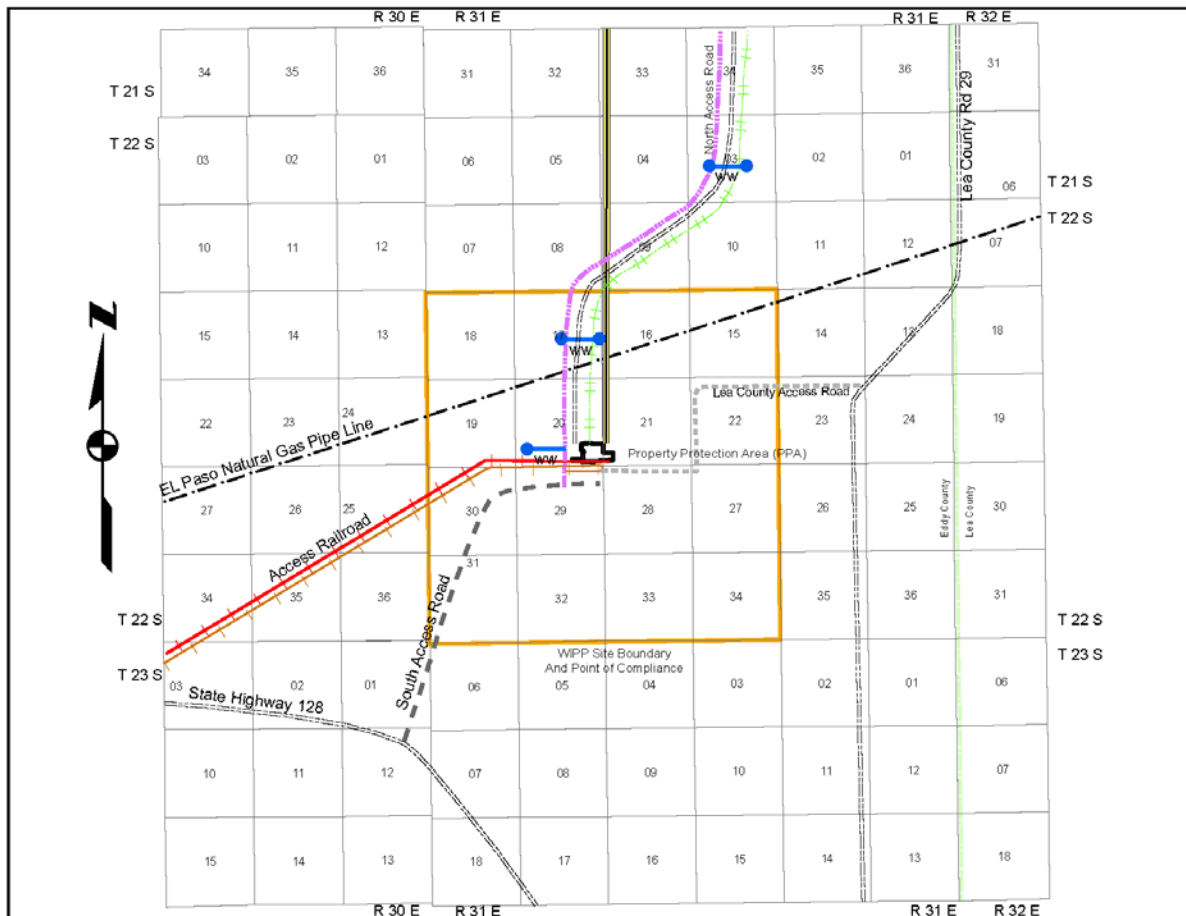 R 30 E R 31 E R 31 E R 32 E
34 35 36 31 32 33 34 35 36 31
T 21 S
T 22 S
North Access Road
Lea County Rd 29
03 02 01 06 05 04 03 02 01 06
WW
T 21 S
T 22 S
10 11 12 07 08 09 10 11 12 07
15 14 13 18 17 16 15 14 13 18
WW
Z
EL Paso Natural Gas Pipe Line
Lea County Access Road
22 23 24 19 20 21 22 23 24 19
WW
Property Protection Area (PPA)
27 26 25 30 29 28 27 26 25 30
Eddy County
Lea County
Access Railroad
31
34 35 36 32 33 34 35 36 31
T 22 S
T 23 S
T 22 S
T 23 S
South Access Road
WIPP Site Boundary
And Point of Compliance
03 02 01 06 05 04 03 02 01 06
State Highway 128
10 11 12 07 08 09 10 11 12 07
15 14 13 18 17 16 15 14 13 18
R 30 E R 31 E R 31 E R 32 E